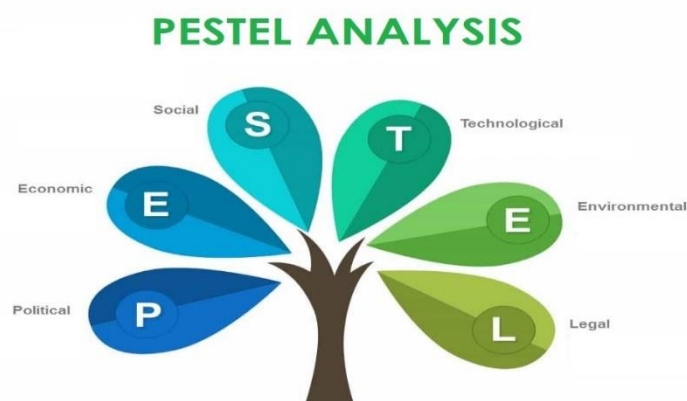 PESTEL ANALYSIS
Social
S
T
Technological
Economic
E
E
Environmental
Political
P
L
Legal